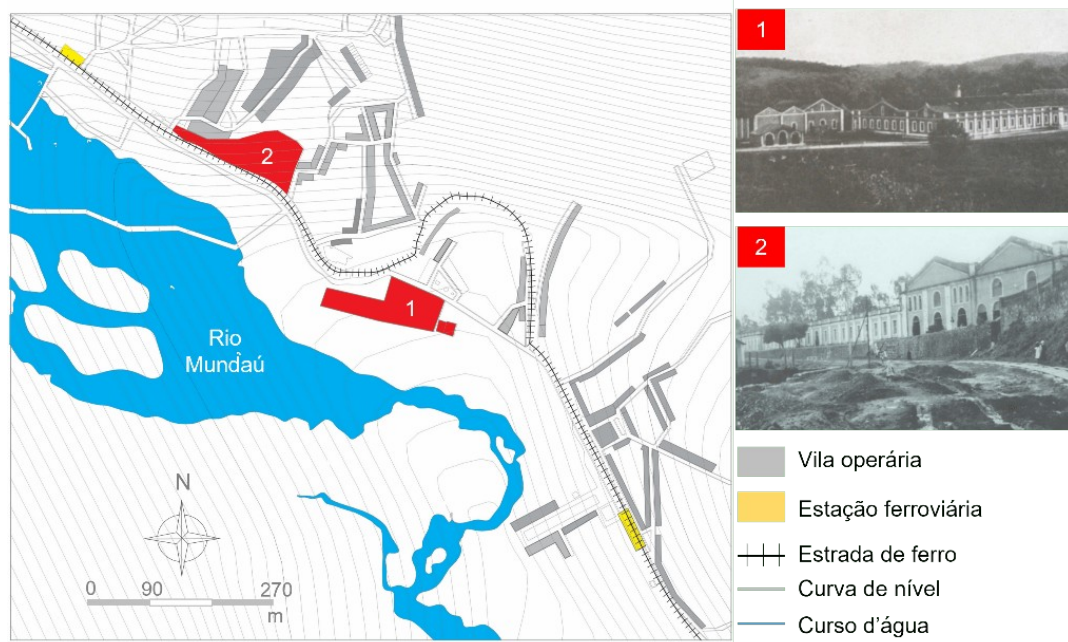 1
2
2
1
Rio
Mundaú
N
0 90 270
m
Vila operária
Estação ferroviária
Estrada de ferro
Curva de nível
Curso d'água